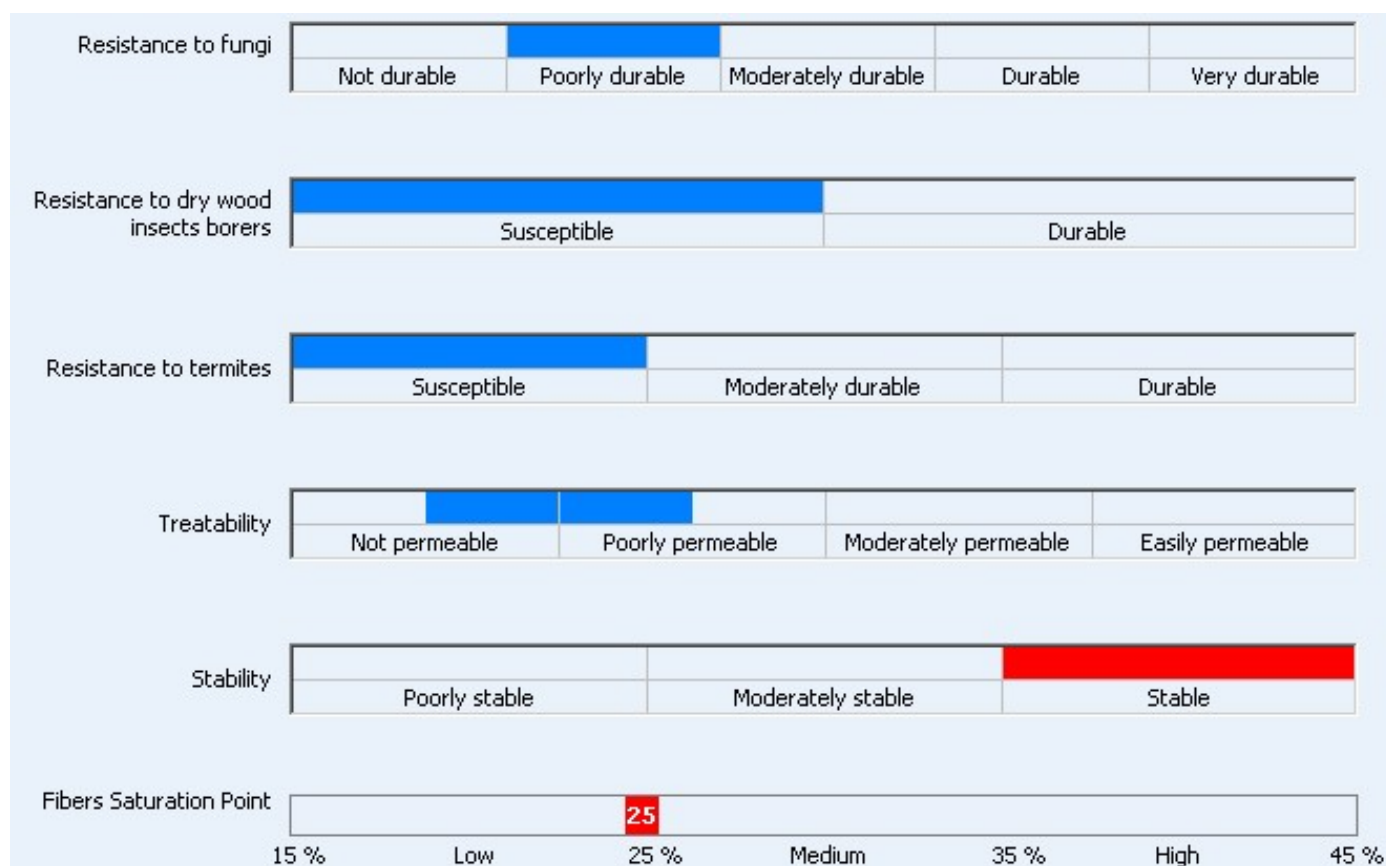 Resistance to fungi
Not durable Poorly durable Moderately durable Durable Very durable
Resistance to dry wood
insects borers
Susceptible Durable
Resistance to termites
Susceptible Moderately durable Durable
Treatability
Not permeable Poorly permeable Moderately permeable Easily permeable
Stability
Poorly stable Moderately stable Stable
Fibers Saturation Point
25
15 % Low 25 % Medium 35 % High 45 %